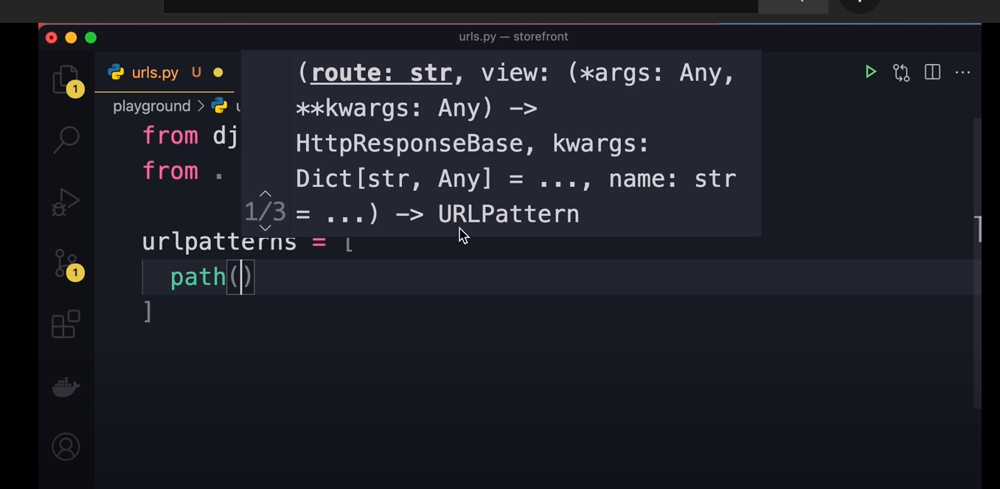 urls.py — storefront
1
urls.py U
playground >
(route: str, view: (*args: Any,
**kwargs: Any) ->
HttpResponseBase, kwargs:
Dict[str, Any] = ..., name: str
= ...) -> URLPattern
1/3
from dj
from .
urlpatterns = [
path()
]
1